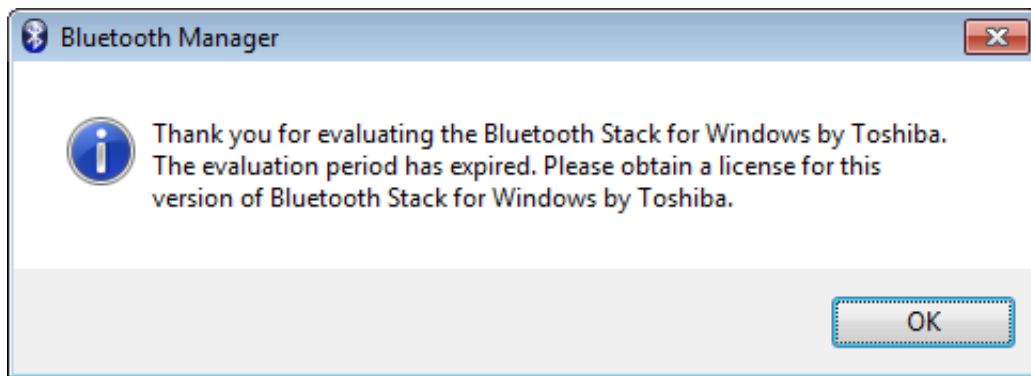 Bluetooth Manager
Thank you for evaluating the Bluetooth Stack for Windows by Toshiba.
The evaluation period has expired. Please obtain a license for this
version of Bluetooth Stack for Windows by Toshiba.
OK